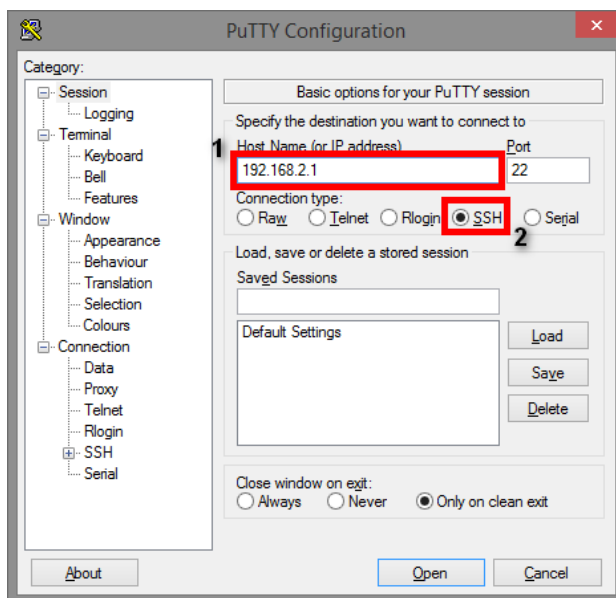 PuTTY Configuration
Category:
Session
Logging
Terminal
Keyboard
Bell
Features
Window
Appearance
Behaviour
Translation
Selection
Colours
Connection
Data
Proxy
Telnet
Rlogin
SSH
Serial
Basic options for your PuTTY session
Specify the destination you want to connect to
1 Host Name (or IP address) Port
192.168.2.1 22
Connection type:
Raw Telnet Rlogin SSH Serial
2
Load, save or delete a stored session
Saved Sessions
Default Settings
Load
Save
Delete
Close window on exit:
Always Never Only on clean exit
About Open Cancel